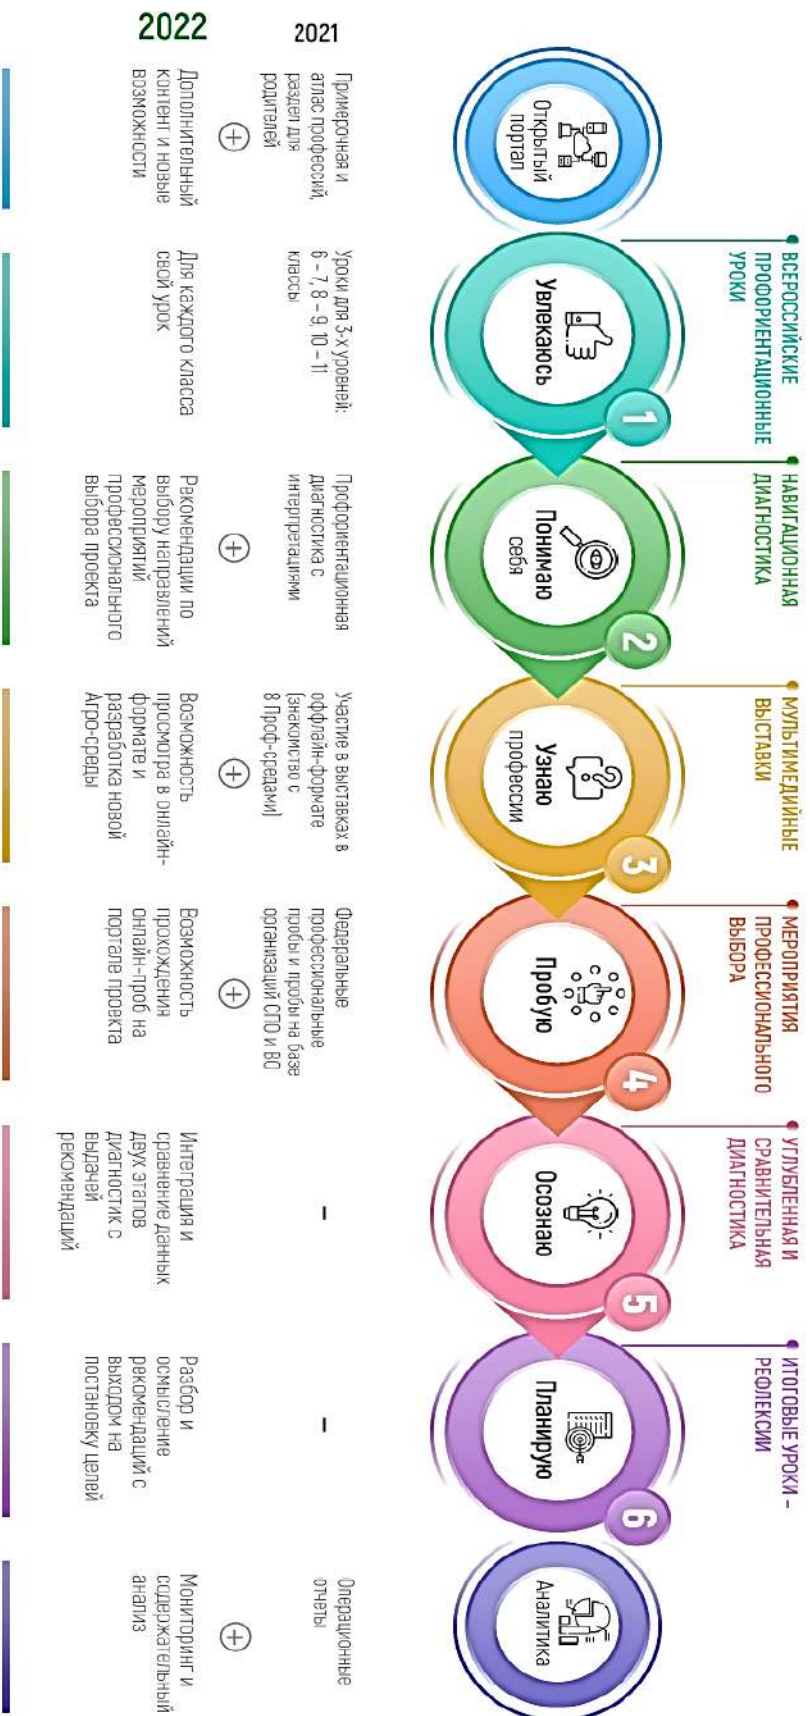 ВСЕРОССИЙСКИЕ
ПРОФОРИЕНТАЦИОННЫЕ
УРОКИ
НАВИГАЦИОННАЯ
ДИАГНОСТИКА
МУЛЬТИМЕДИЙНЫЕ
ВЫСТАВКИ
МЕРОПРИЯТИЯ
ПРОФЕССИОНАЛЬНОГО
ВЫБОРА
УГЛУБЛЕННАЯ И
СРАВНИТЕЛЬНАЯ
ДИАГНОСТИКА
ИТОГОВЫЕ УРОКИ –
РЕФЛЕКСИИ
Открытый
портал
Увлекаюсь
1
Понимаю
себя
2
Узнаю
профессии
3
Пробую
4
Осознаю
5
Планирую
6
Аналитика
2021
Примерочная и
атлас профессий,
раздел для
родителей
Уроки для 3-х уровней:
6 – 7, 8 – 9, 10 – 11
классы
Профориентационная
диагностика с
интерпретациями
Участие в выставках в
оффлайн-формате
(знакомство с
8 Проф-средами)
Федеральные
профессиональные
пробы и пробы на базе
организаций СПО и ВО
–
–
Операционные
отчеты
+
+
+
+
+
2022
Дополнительный
контент и новые
возможности
Для каждого класса
свой урок
Рекомендации по
выбору направлений
мероприятий
профессионального
выбора проекта
Возможность
просмотра в онлайн-
формате и
разработка новой
Агро-среды
Возможность
прохождения
онлайн-проб на
портале проекта
Интеграция и
сравнение данных
двух этапов
диагностик с
выдачей
рекомендаций
Разбор и
осмысление
рекомендаций с
выходом на
постановку целей
Мониторинг и
содержательный
анализ